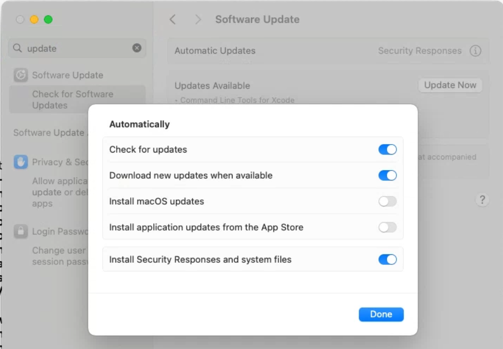 Software Update
update
Automatic Updates
Security Responses
Software Update
Check for Software
Updates
Updates Available
Update Now
- Command Line Tools for Xcode
Software Update
at accompanied
Privacy & Sec
Allow applica
update or del
apps
Login Passwo
Change user
session passw
?
Automatically
Check for updates
Download new updates when available
Install macOS updates
Install application updates from the App Store
Install Security Responses and system files
Done